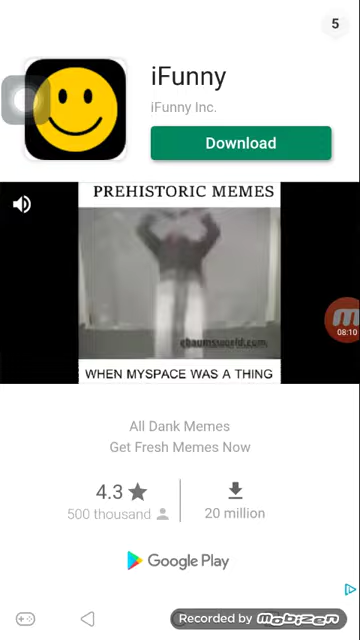 5
iFunny
iFunny Inc.
Download
PREHISTORIC MEMES
ebaumsworld.com
WHEN MYSPACE WAS A THING
08:10
All Dank Memes
Get Fresh Memes Now
4.3
500 thousand
20 million
Google Play
Recorded by Mobizen